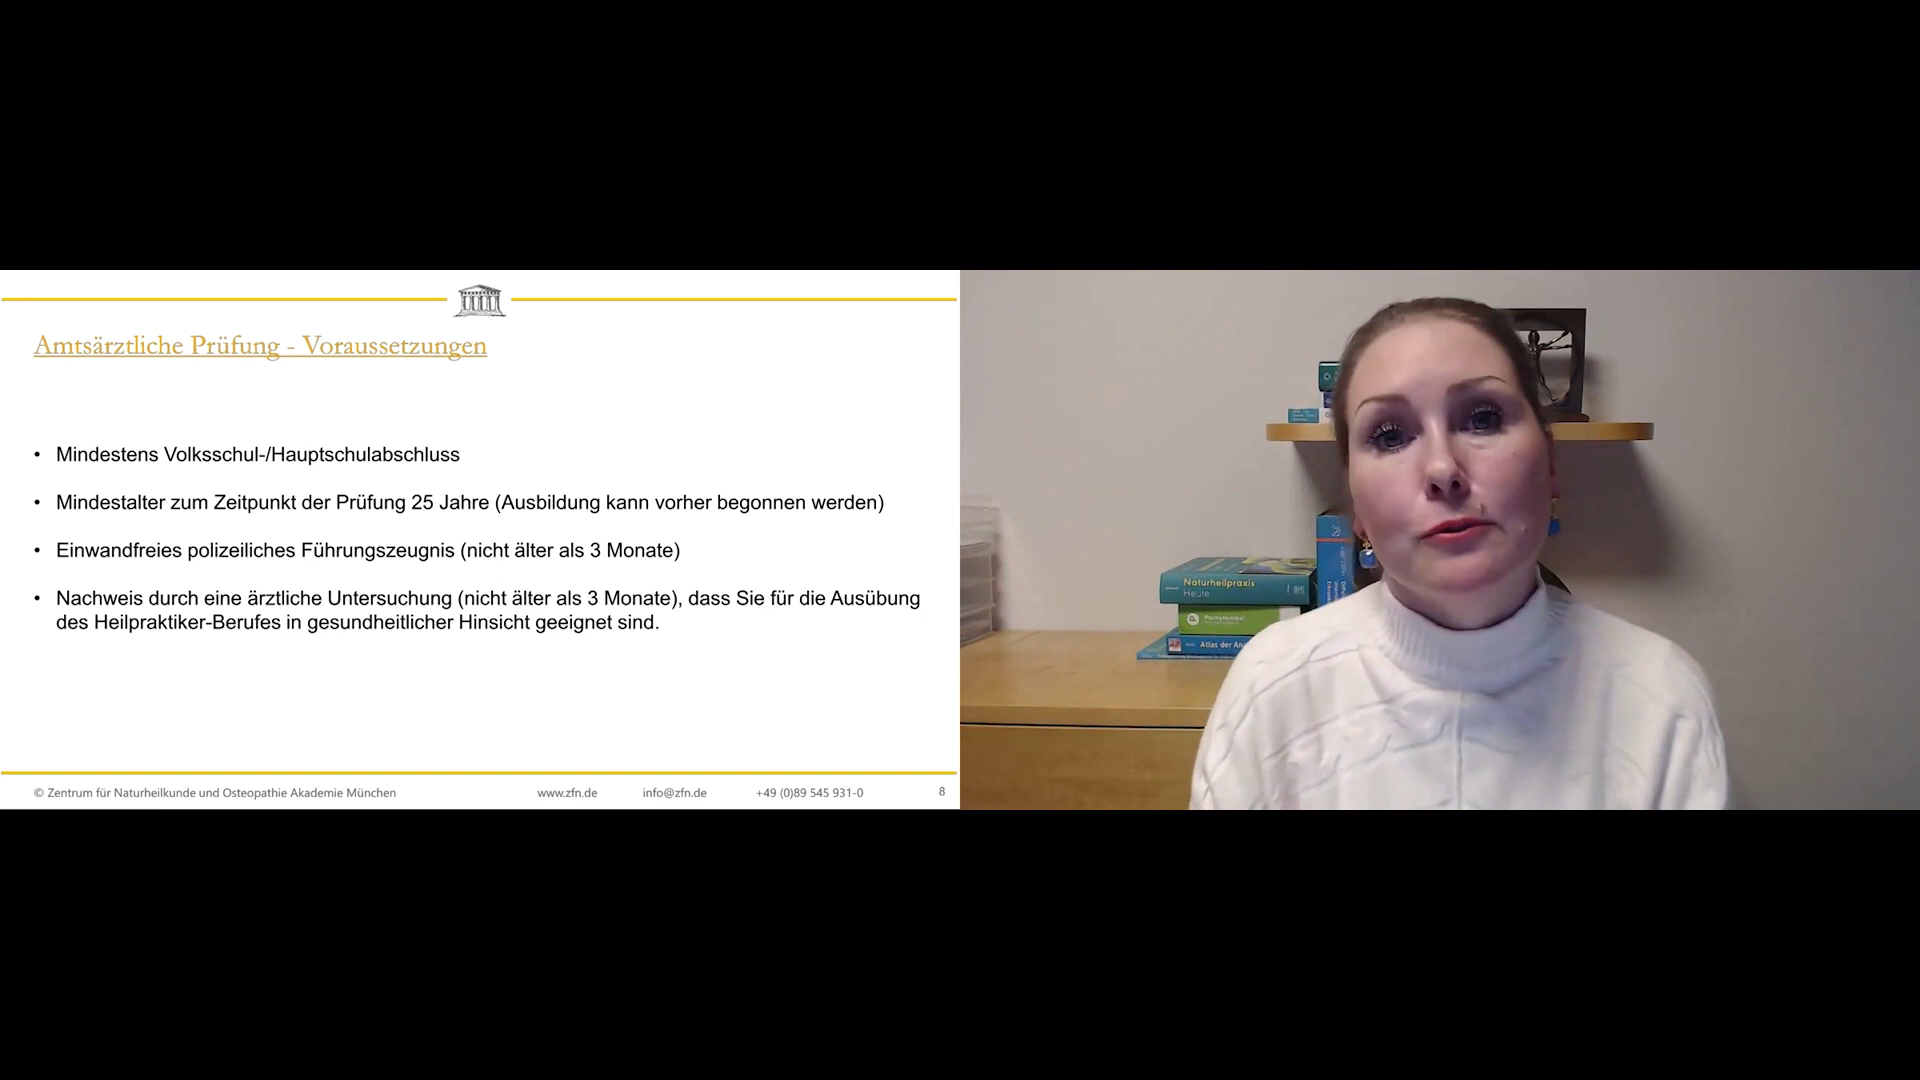 Amtsärztliche Prüfung - Voraussetzungen
• Mindestens Volksschul-/Hauptschulabschluss
• Mindestalter zum Zeitpunkt der Prüfung 25 Jahre (Ausbildung kann vorher begonnen werden)
• Einwandfreies polizeiliches Führungszeugnis (nicht älter als 3 Monate)
• Nachweis durch eine ärztliche Untersuchung (nicht älter als 3 Monate), dass Sie für die Ausübung
des Heilpraktiker-Berufes in gesundheitlicher Hinsicht geeignet sind.
© Zentrum für Naturheilkunde und Osteopathie Akademie München www.zfn.de info@zfn.de +49 (0)89 545 931-0 8
Naturheilpraxis
Heute
Pschyrembel
Atlas der